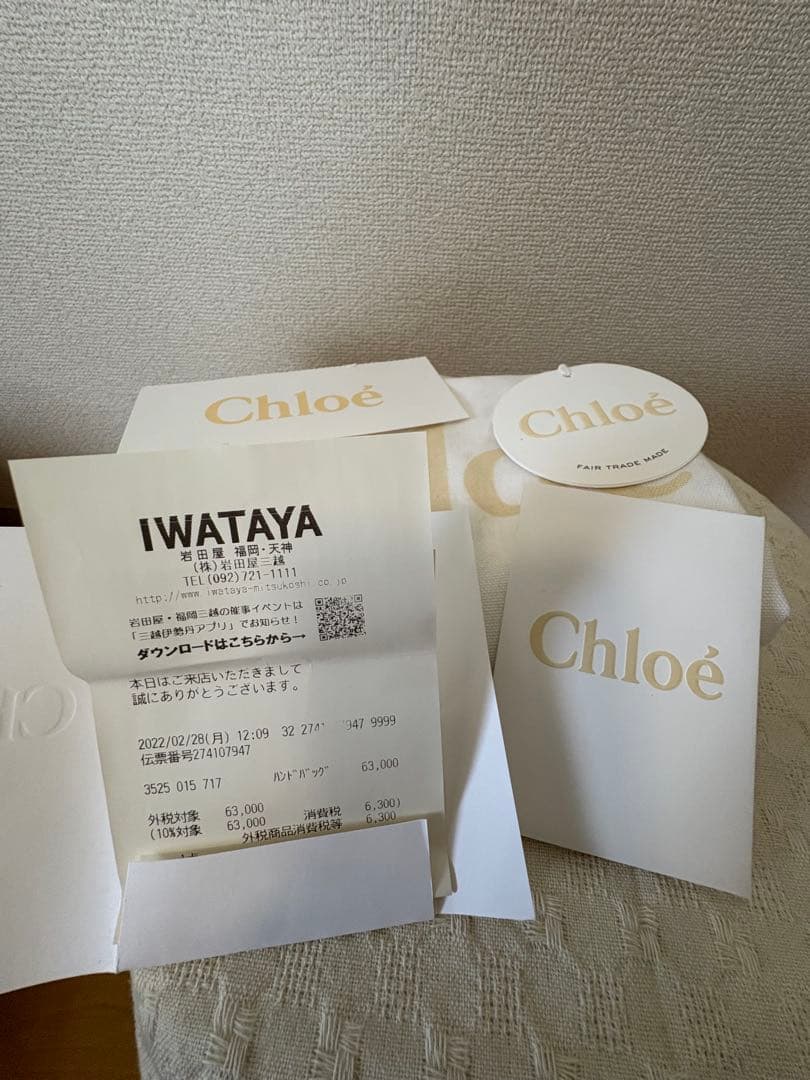 Chloé
Chloé
FAIR TRADE MADE
IWATAYA
岩田屋 福岡・天神
(株)岩田屋三越
TEL(092)721-1111
http://www.iwataya-mitsukoshi.co.jp
岩田屋・福岡三越の催事イベントは
「三越伊勢丹アプリ」でお知らせ!
ダウンロードはこちらから→
本日はご来店いただきまして
誠にありがとうございます。
2022/02/28(月) 12:09 32 947 9999
伝票番号274107947
3525 015 717 ハンドバッグ 63,000
外税対象 63,000 消費税 6,300)
(10%対象 63,000 外税商品消費税等 6,300
Chloé